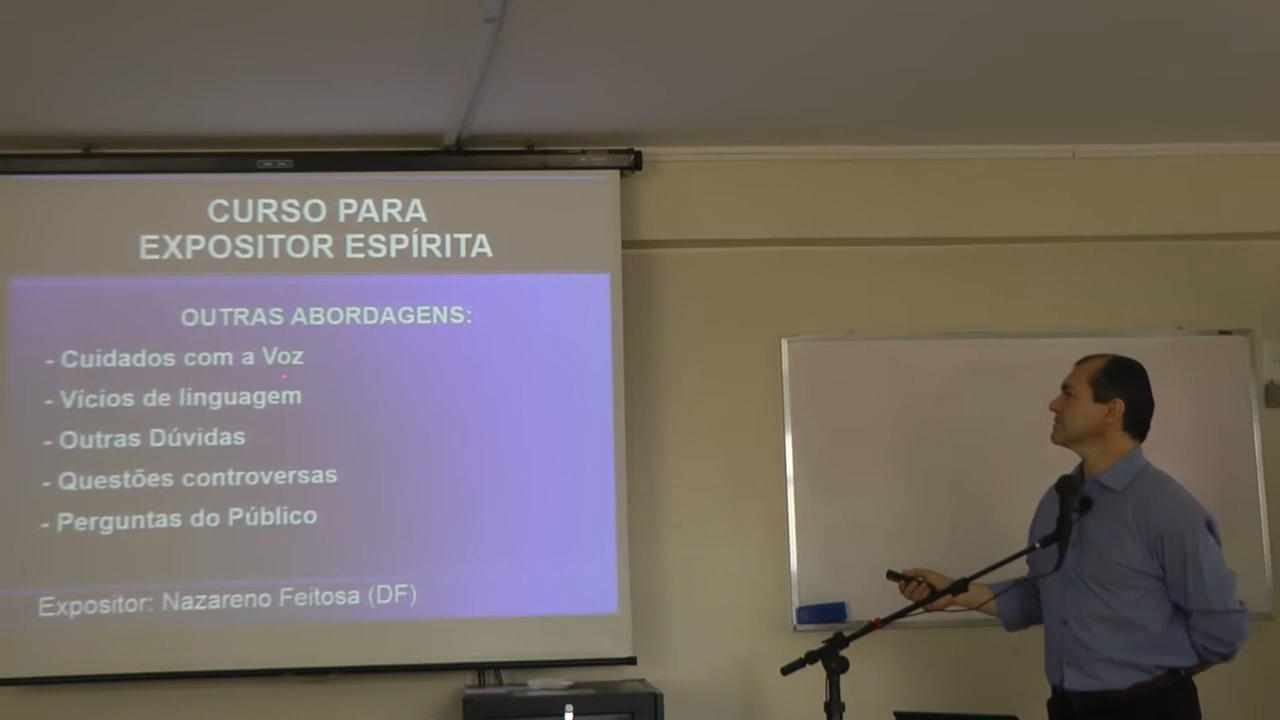 CURSO PARA
EXPOSITOR ESPÍRITA
OUTRAS ABORDAGENS:
- Cuidados com a Voz
- Vícios de linguagem
- Outras Dúvidas
- Questões controversas
- Perguntas do Público
Expositor: Nazareno Feitosa (DF)